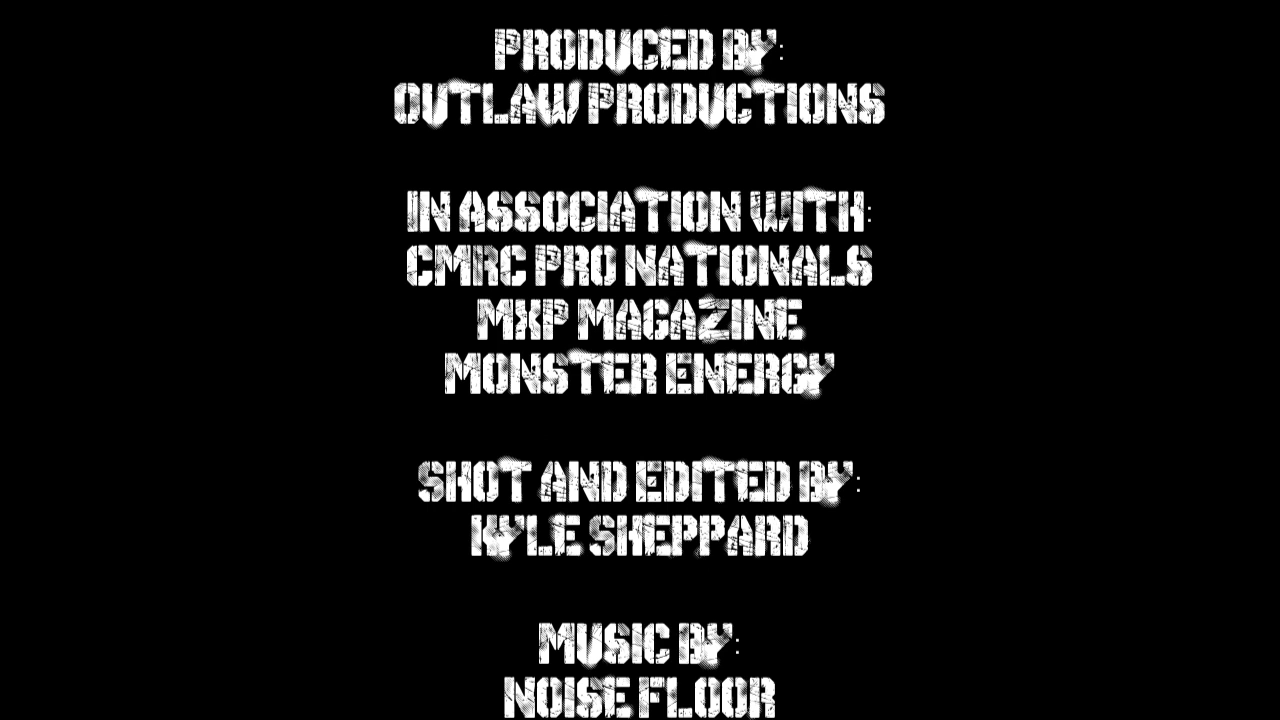 PRODUCED BY:
OUTLAW PRODUCTIONS
IN ASSOCIATION WITH:
CMRC PRO NATIONALS
MXP MAGAZINE
MONSTER ENERGY
SHOT AND EDITED BY:
KYLE SHEPPARD
MUSIC BY:
NOISE FLOOR